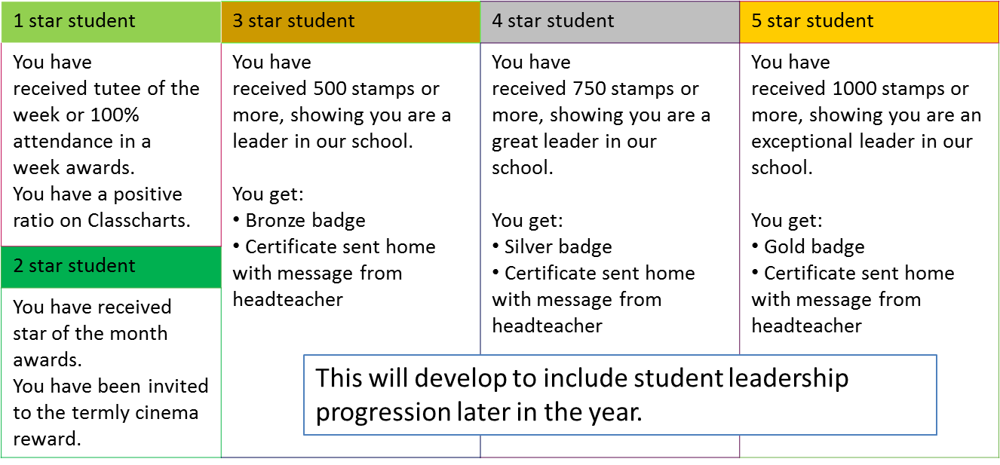 1 star student
You have
received tutee of the
week or 100%
attendance in a
week awards.
You have a positive
ratio on Classcharts.
2 star student
You have received
star of the month
awards.
You have been invited
to the termly cinema
reward.
3 star student
You have
received 500 stamps or
more, showing you are a
leader in our school.
You get:
• Bronze badge
• Certificate sent home
with message from
headteacher
4 star student
You have
received 750 stamps or
more, showing you are a
great leader in our
school.
You get:
• Silver badge
• Certificate sent home
with message from
headteacher
5 star student
You have
received 1000 stamps or
more, showing you are an
exceptional leader in our
school.
You get:
• Gold badge
• Certificate sent home
with message from
headteacher
This will develop to include student leadership
progression later in the year.